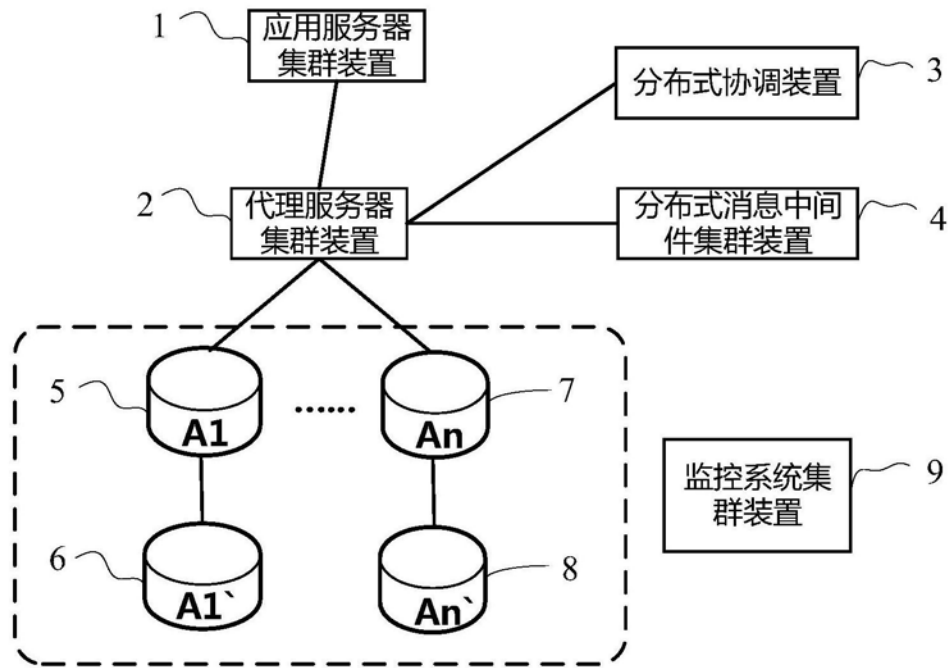 1
应用服务器
集群装置
分布式协调装置
3
2
代理服务器
集群装置
分布式消息中间
件集群装置
4
5
A1
......
An
7
监控系统集
群装置
9
6
A1`
An`
8